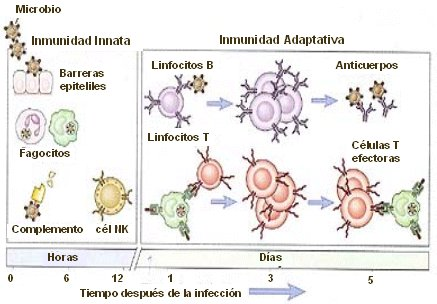 Microbio
Inmunidad Innata
Barreras
epiteliles
Fagocitos
Complemento
cél NK
Inmunidad Adaptativa
Linfocitos B
Anticuerpos
Linfocitos T
Células T
efectoras
Horas
Días
0 6 12 1 3 5
Tiempo después de la infección